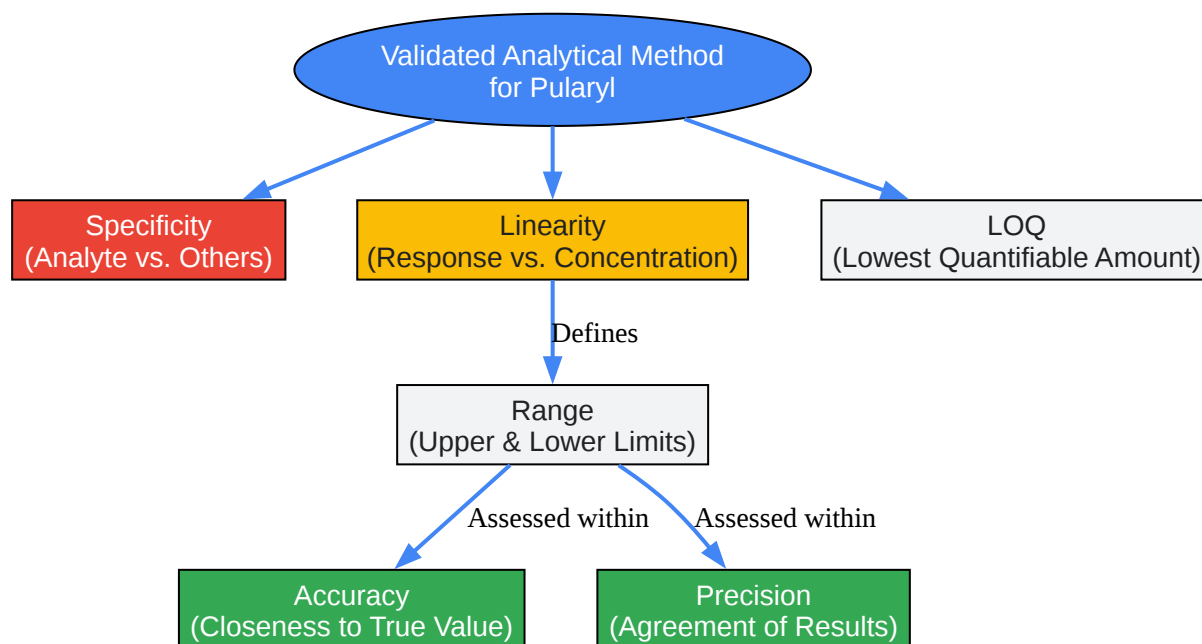 Validated Analytical Method
for Pularyl
Specificity
(Analyte vs. Others)
Linearity
(Response vs. Concentration)
LOQ
(Lowest Quantifiable Amount)
Defines
Range
(Upper & Lower Limits)
Assessed within
Assessed within
Accuracy
(Closeness to True Value)
Precision
(Agreement of Results)